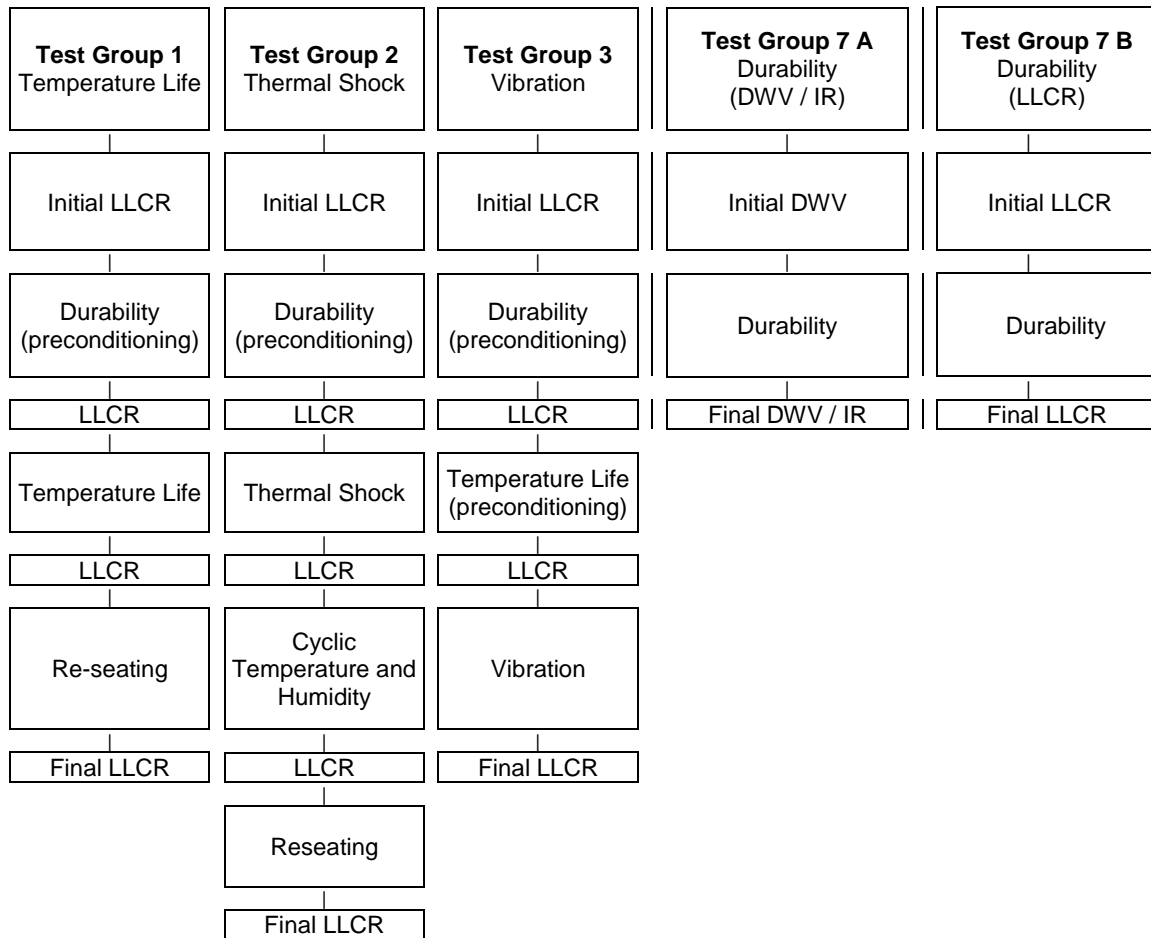 Test Group 1
Temperature Life
Initial LLCR
Durability
(preconditioning)
LLCR
Temperature Life
LLCR
Re-seating
Final LLCR
Test Group 2
Thermal Shock
Initial LLCR
Durability
(preconditioning)
LLCR
Thermal Shock
LLCR
Cyclic
Temperature and
Humidity
LLCR
Reseating
Final LLCR
Test Group 3
Vibration
Initial LLCR
Durability
(preconditioning)
LLCR
Temperature Life
(preconditioning)
LLCR
Vibration
Final LLCR
Test Group 7 A
Durability
(DWV / IR)
Initial DWV
Durability
Final DWV / IR
Test Group 7 B
Durability
(LLCR)
Initial LLCR
Durability
Final LLCR